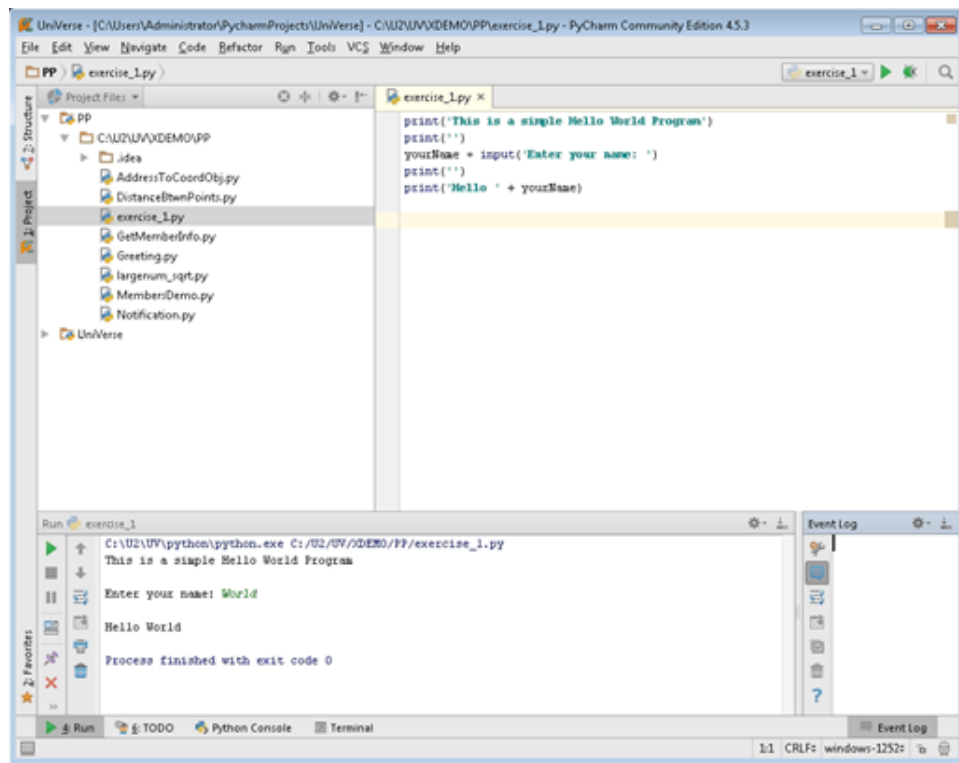 UniVerse - [C:\Users\Administrator\PycharmProjects\UniVerse] - C:\U2\UV\XDEMO\PP\exercise_1.py - PyCharm Community Edition 4.5.3
File Edit View Navigate Code Refactor Run Tools VCS Window Help
PP exercise_1.py
exercise_1
Project Files
exercise_1.py
2: Structure
1: Project
PP
C:\U2\UV\XDEMO\PP
.idea
AddressToCoordObj.py
DistanceBtwnPoints.py
exercise_1.py
GetMemberInfo.py
Greeting.py
largenum_sqrt.py
MembersDemo.py
Notification.py
UniVerse
print('This is a simple Hello World Program')
print('')
yourName = input('Enter your name: ')
print('')
print('Hello ' + yourName)
Run exercise_1
C:\U2\UV\python\python.exe C:/U2/UV/XDEMO/PP/exercise_1.py
This is a simple Hello World Program
Enter your name: World
Hello World
Process finished with exit code 0
Event Log
2: Favorites
4: Run 6: TODO Python Console Terminal
Event Log
1:1 CRLF windows-1252